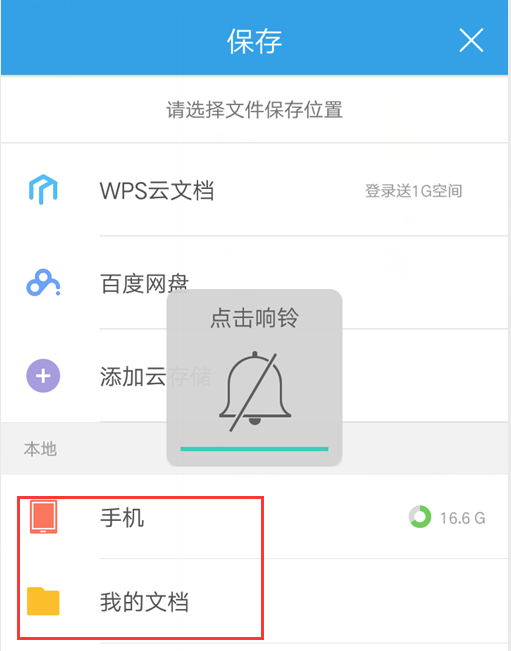 保存
请选择文件保存位置
WPS云文档
登录送1G空间
百度网盘
点击响铃
添加云存储
本地
手机
16.6 G
我的文档